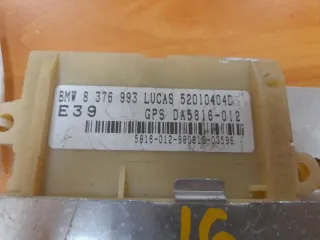 BMW 8 376 993 LUCAS 52010404D
E39 GPS DA5816-012
5816-012-980810-03596
16